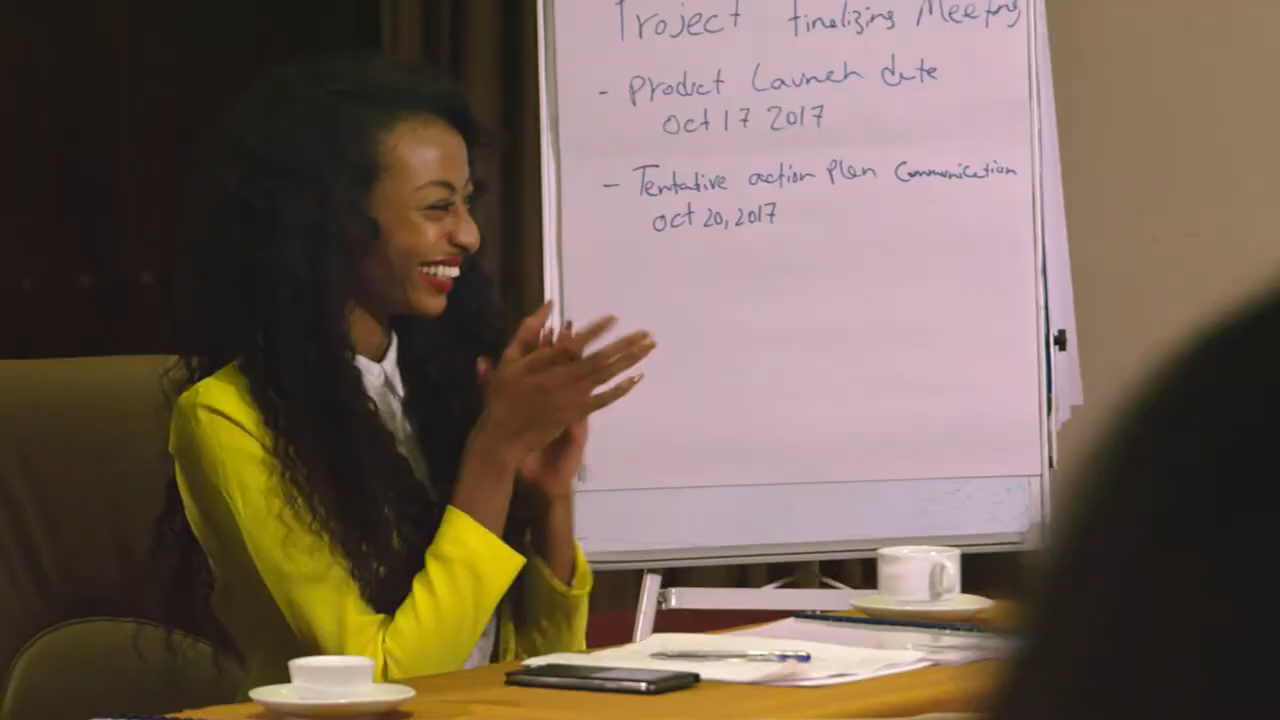 Project finalizing Meeting
- Product Launch date
Oct 17 2017
- Tentative action plan Communication
Oct 20, 2017